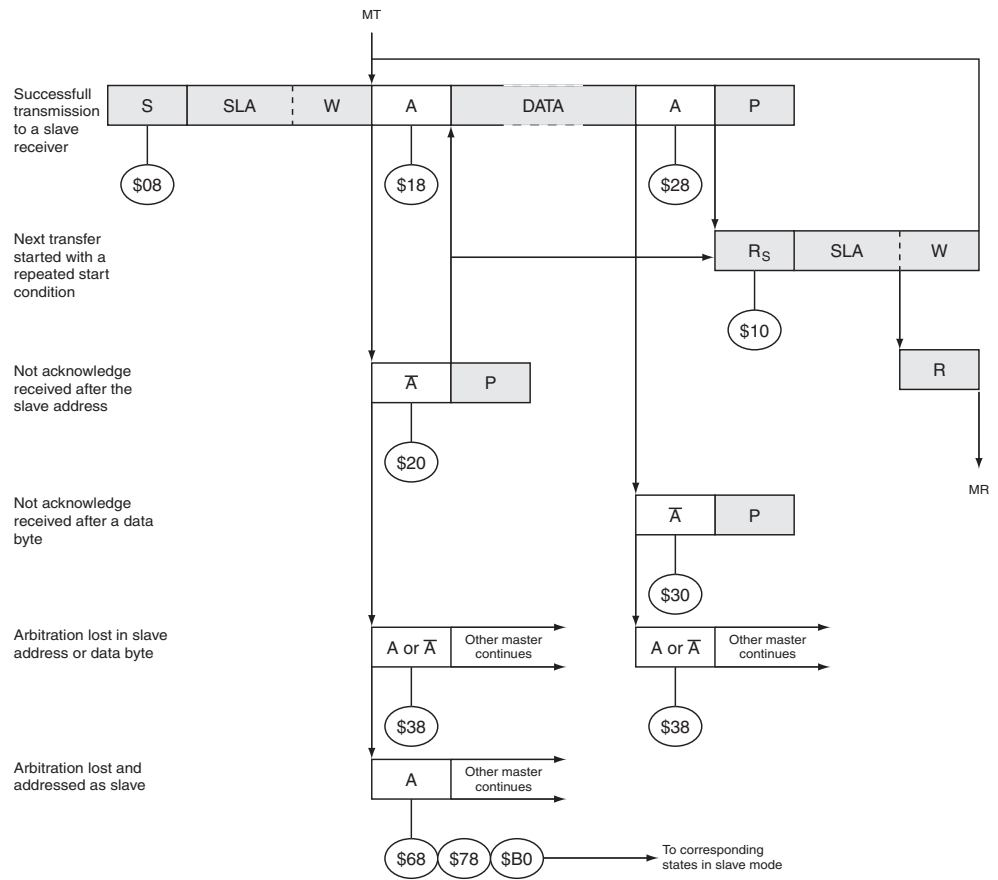 MT
Successfull
transmission
to a slave
receiver
S SLA W A DATA A P
$08 $18 $28
Next transfer
started with a
repeated start
condition
RS SLA W
$10
Not acknowledge
received after the
slave address
A̅ P
R
$20
MR
Not acknowledge
received after a data
byte
A̅ P
$30
Arbitration lost in slave
address or data byte
A or A̅
Other master
continues
A or A̅
Other master
continues
$38 $38
Arbitration lost and
addressed as slave
A
Other master
continues
$68 $78 $B0
To corresponding
states in slave mode